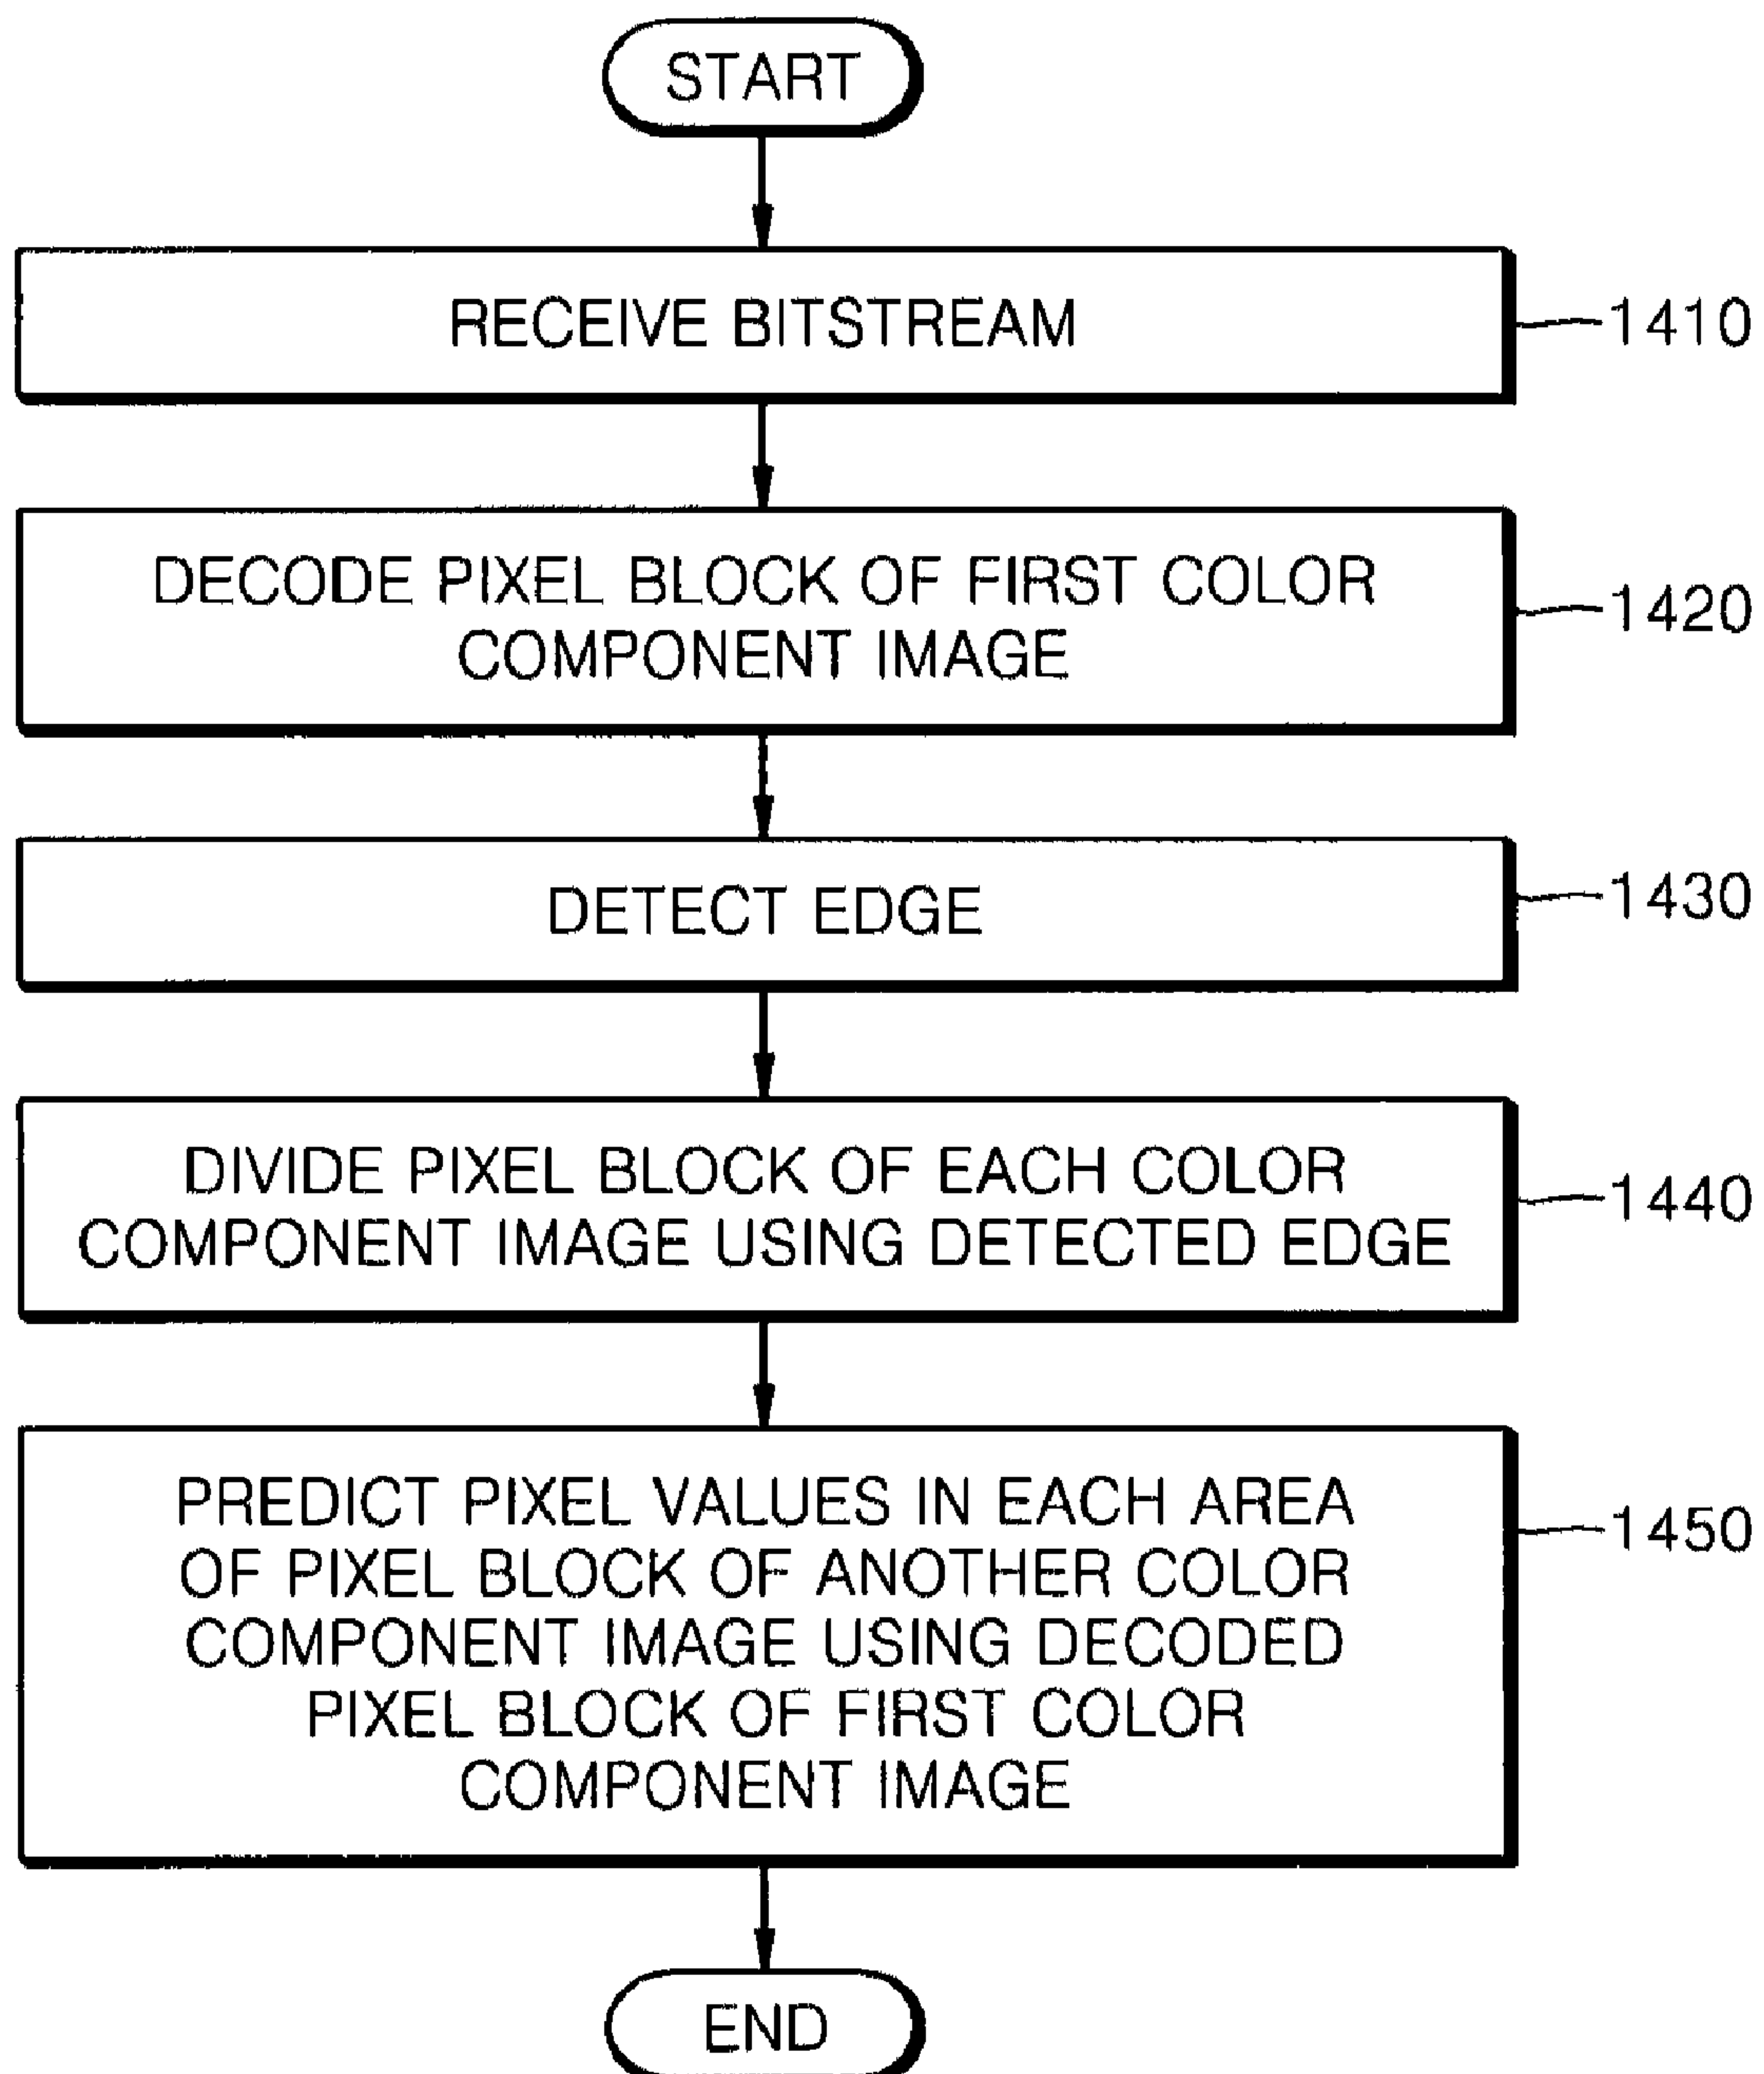 START
RECEIVE BITSTREAM
1410
DECODE PIXEL BLOCK OF FIRST COLOR
COMPONENT IMAGE
1420
DETECT EDGE
1430
DIVIDE PIXEL BLOCK OF EACH COLOR
COMPONENT IMAGE USING DETECTED EDGE
1440
PREDICT PIXEL VALUES IN EACH AREA
OF PIXEL BLOCK OF ANOTHER COLOR
COMPONENT IMAGE USING DECODED
PIXEL BLOCK OF FIRST COLOR
COMPONENT IMAGE
1450
END